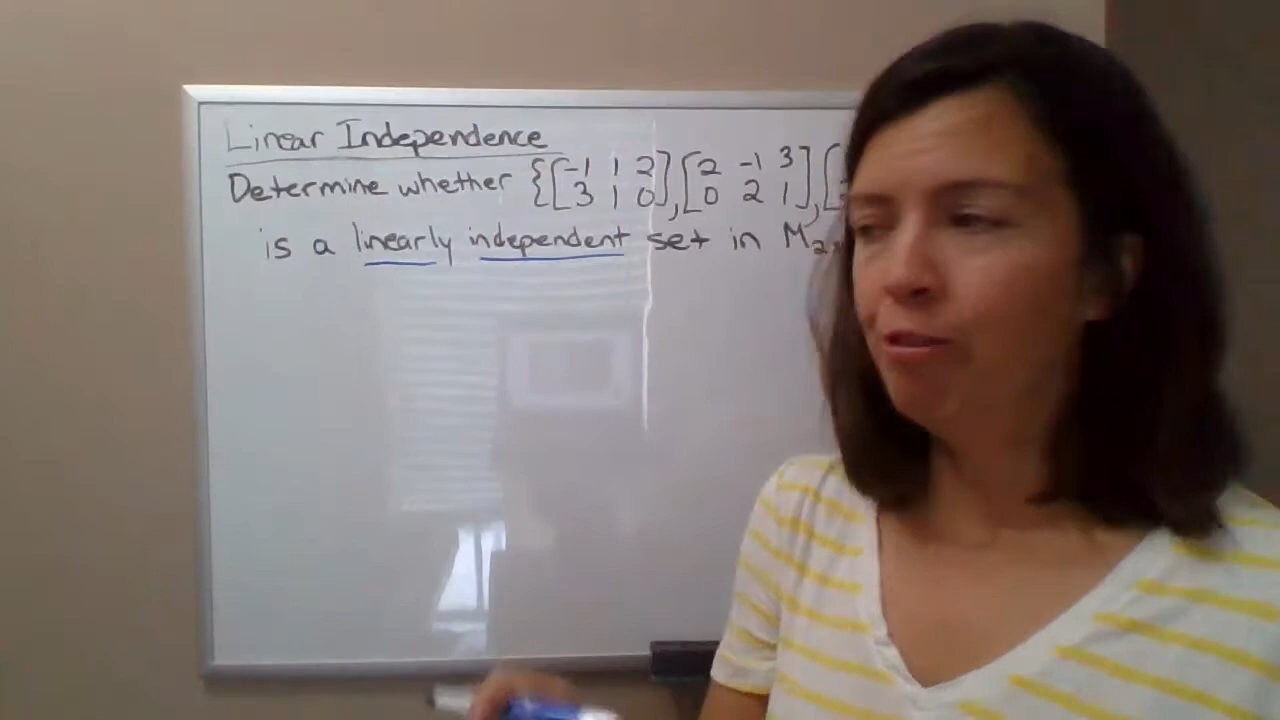 Linear Independence
Determine whether {[-1 1 2], [2 -1 3], [
[3 1 0] [0 2 1]
is a linearly independent set in M2